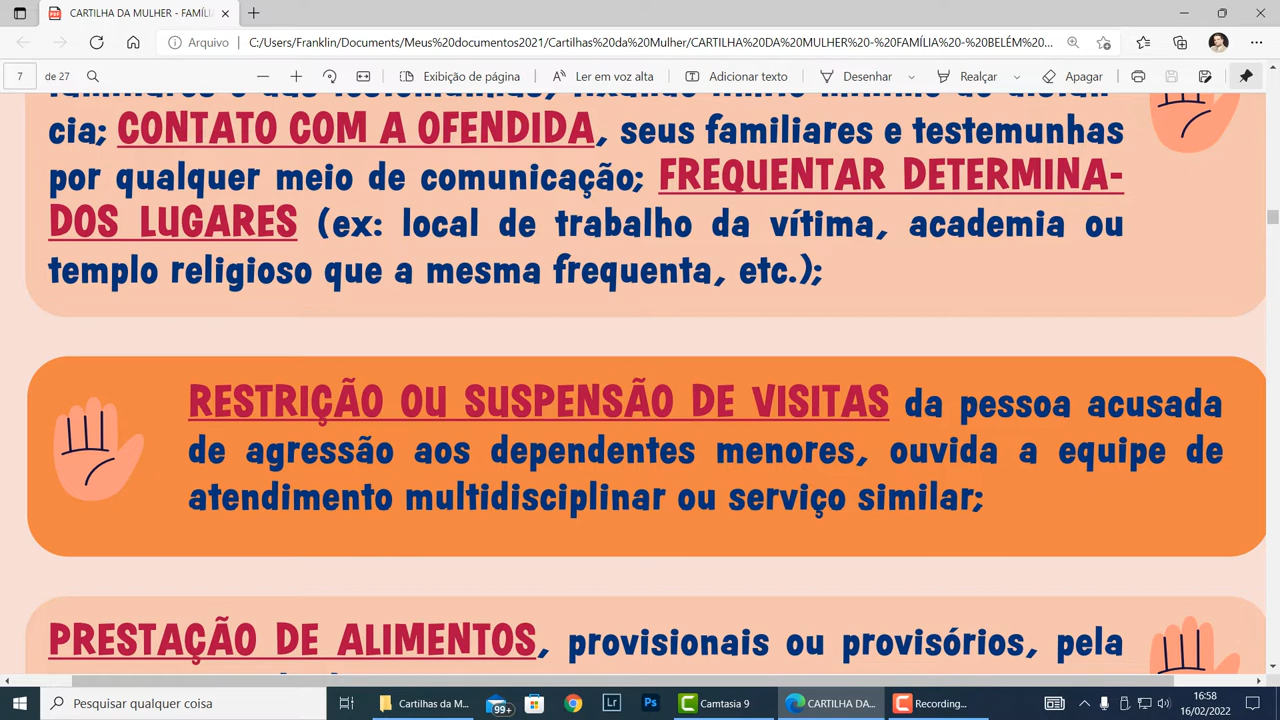 CARTILHA DA MULHER - FAMÍLI
Arquivo C:/Users/Franklin/Documents/Meus%20documentos2021/Cartilhas%20da%20Mulher/CARTILHA%20DA%20MULHER%20-%20FAMÍLIA%20-%20BELÉM%20...
7 de 27 Exibição de página Ler em voz alta Adicionar texto Desenhar Realçar Apagar
cia; CONTATO COM A OFENDIDA, seus familiares e testemunhas
por qualquer meio de comunicação; FREQUENTAR DETERMINA-
DOS LUGARES (ex: local de trabalho da vítima, academia ou
templo religioso que a mesma frequenta, etc.);
RESTRIÇÃO OU SUSPENSÃO DE VISITAS da pessoa acusada
de agressão aos dependentes menores, ouvida a equipe de
atendimento multidisciplinar ou serviço similar;
PRESTAÇÃO DE ALIMENTOS, provisionais ou provisórios, pela
Pesquisar qualquer coisa Cartilhas da M... 99+ Lr Ps Camtasia 9 CARTILHA DA... Recording... 16:58
16/02/2022